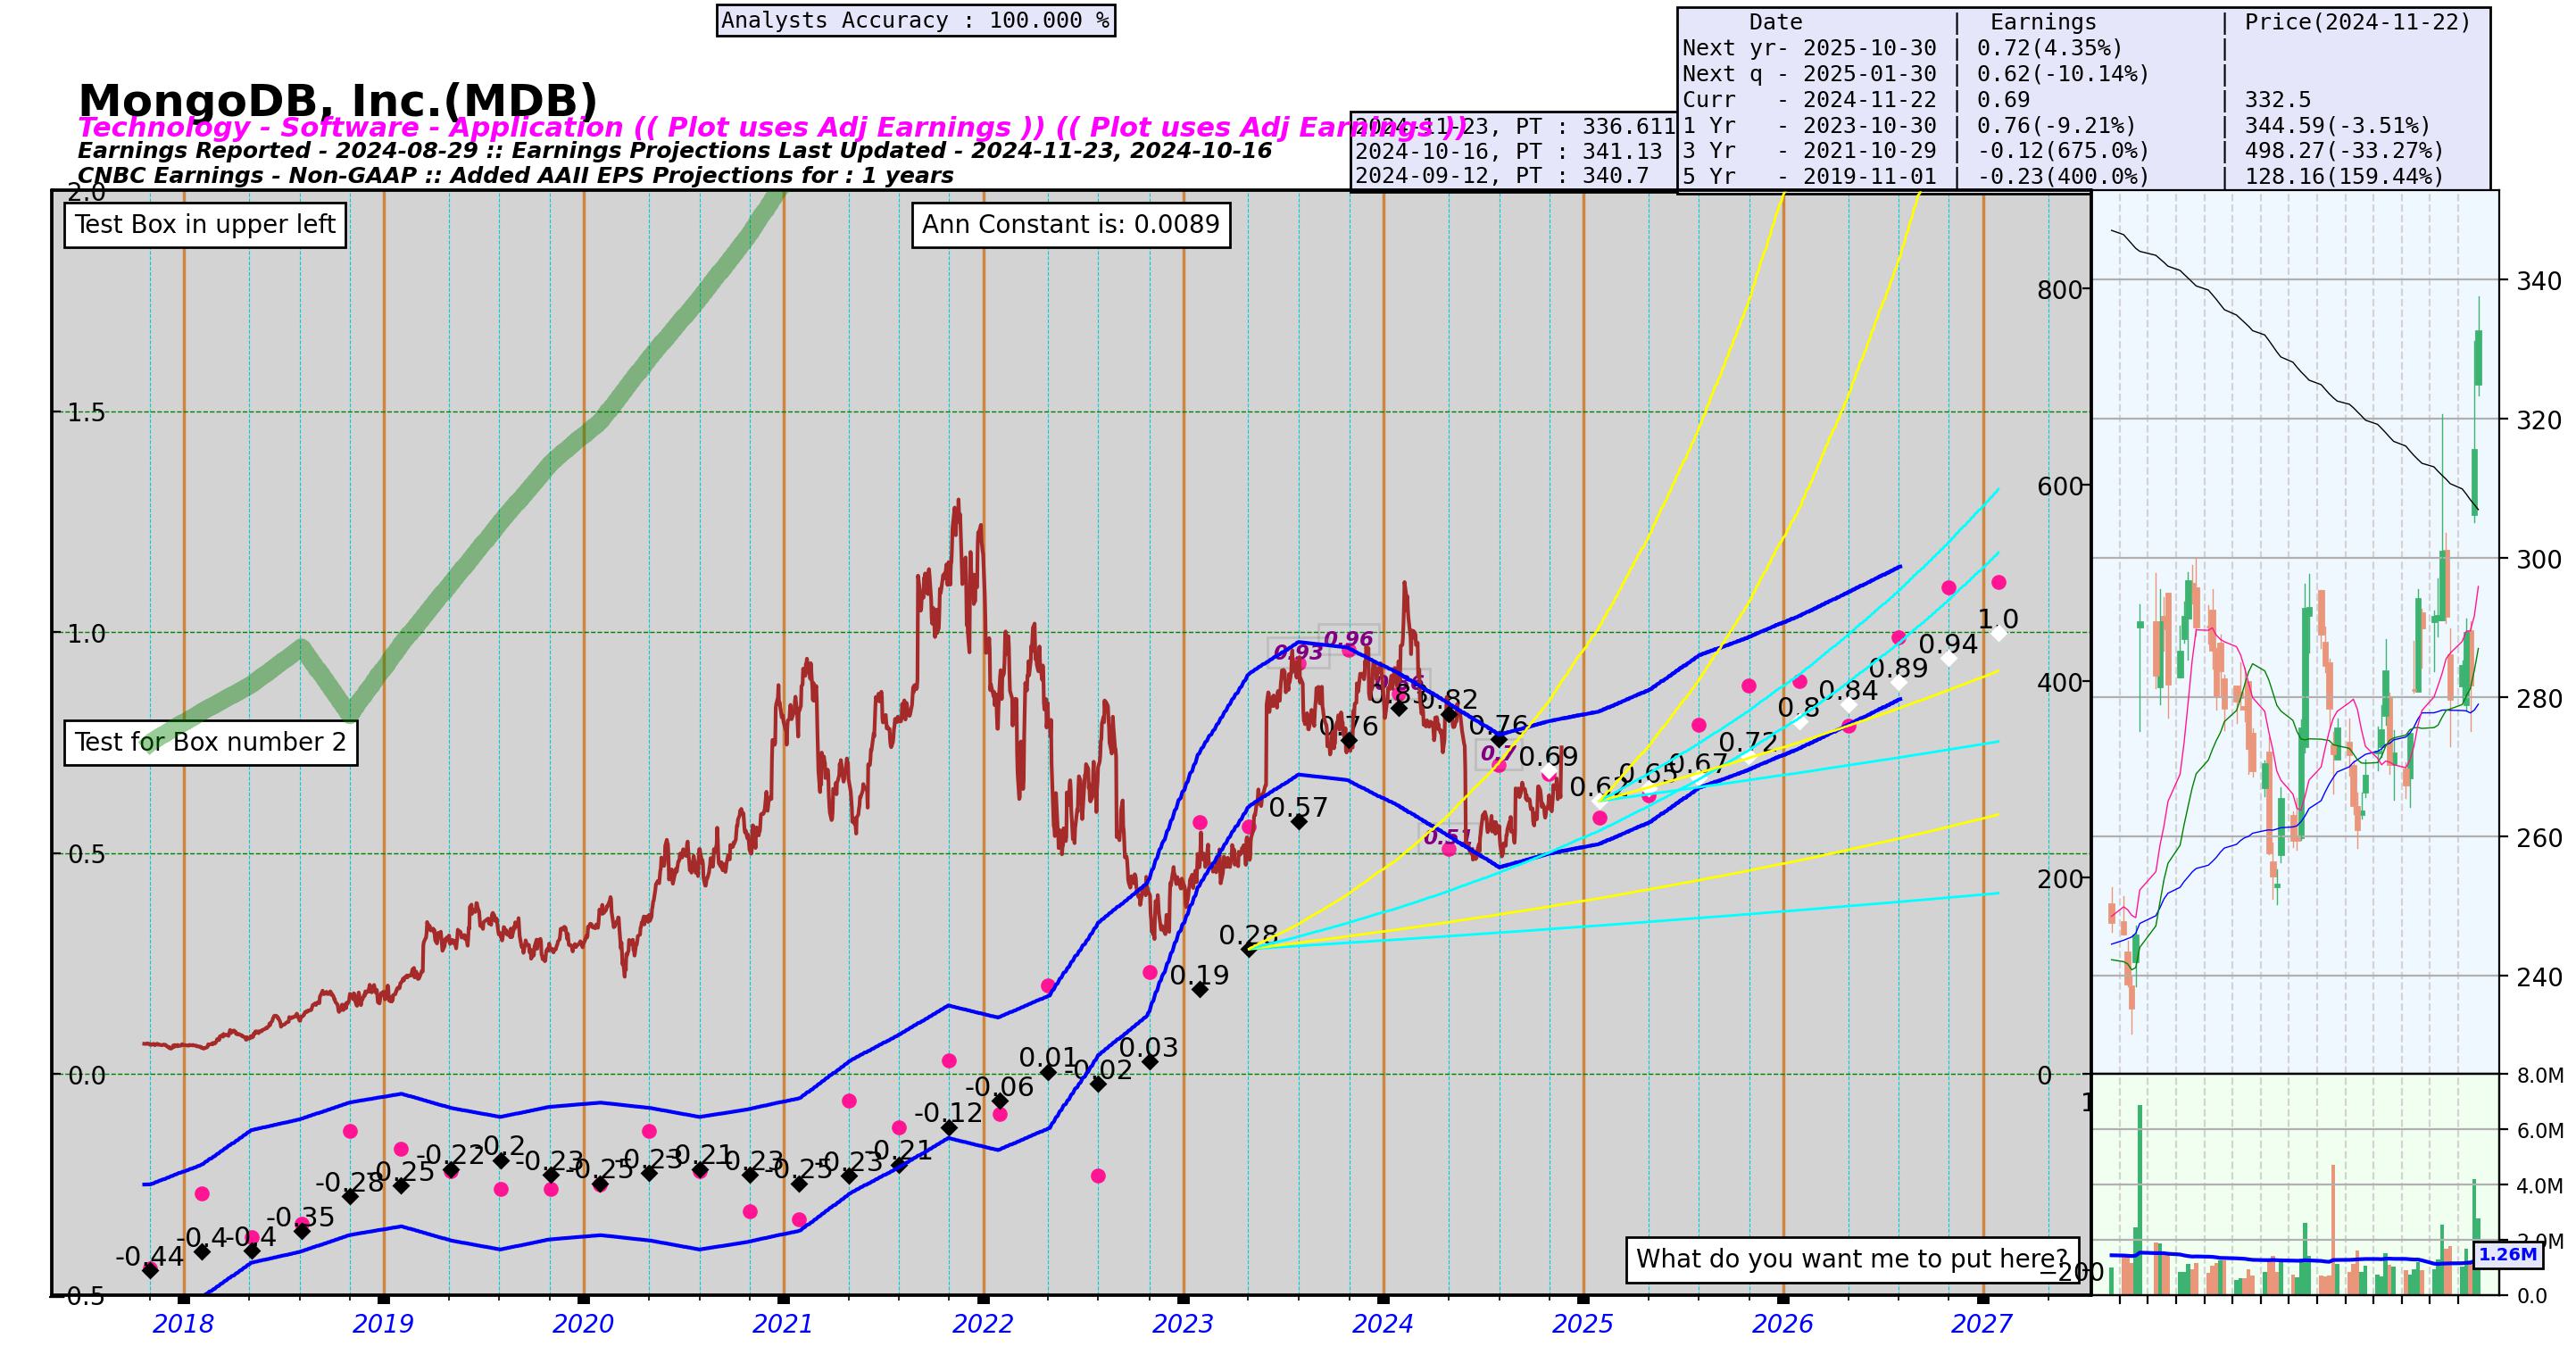 Analysts Accuracy : 100.000 %
Date | Earnings | Price(2024-11-22)
Next yr- 2025-10-30 | 0.72(4.35%) |
Next q - 2025-01-30 | 0.62(-10.14%) |
Curr - 2024-11-22 | 0.69 | 332.5
1 Yr - 2023-10-30 | 0.76(-9.21%) | 344.59(-3.51%)
3 Yr - 2021-10-29 | -0.12(675.0%) | 498.27(-33.27%)
5 Yr - 2019-11-01 | -0.23(400.0%) | 128.16(159.44%)
MongoDB, Inc.(MDB)
Technology - Software - Application (( Plot uses Adj Earnings )) (( Plot uses Adj Earnings ))
Earnings Reported - 2024-08-29 :: Earnings Projections Last Updated - 2024-11-23, 2024-10-16
CNBC Earnings - Non-GAAP :: Added AAII EPS Projections for : 1 years
2024-11-23, PT : 336.611
2024-10-16, PT : 341.13
2024-09-12, PT : 340.7
Test Box in upper left
Ann Constant is: 0.0089
Test for Box number 2
What do you want me to put here?
2.0
1.5
1.0
0.5
0.0
-0.5
800
600
400
200
0
−200
340
320
300
280
260
240
8.0M
6.0M
4.0M
2.0M
0.0
1.26M
-0.44
-0.4
-0.4
-0.35
-0.28
-0.25
-0.22
-0.2
-0.23
-0.25
-0.23
-0.21
-0.23
-0.25
-0.23
-0.21
-0.12
-0.06
0.01
-0.02
0.03
0.19
0.28
0.57
0.76
0.83
0.82
0.76
0.69
0.62
0.65
0.67
0.72
0.8
0.84
0.89
0.94
1.0
0.93
0.96
0.86
0.51
0.7
2018 2019 2020 2021 2022 2023 2024 2025 2026 2027